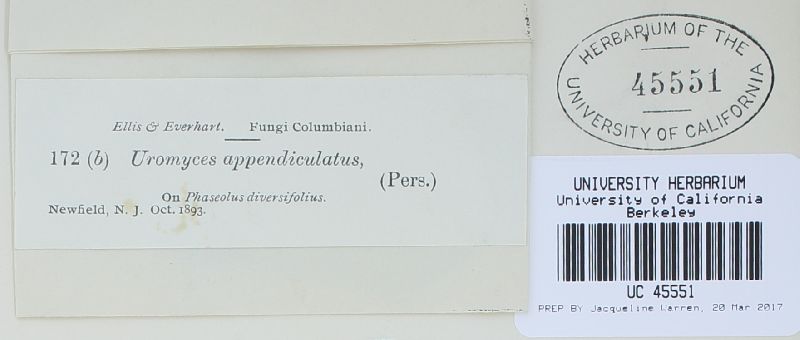 Ellis & Everhart. Fungi Columbiani.
172 (b) Uromyces appendiculatus,
(Pers.)
On Phaseolus diversifolius.
Newfield, N. J. Oct. 1893.
HERBARIUM OF THE
45551
UNIVERSITY OF CALIFORNIA
UNIVERSITY HERBARIUM
University of California
Berkeley
UC 45551
PREP BY Jacqueline Warren, 20 Mar 2017